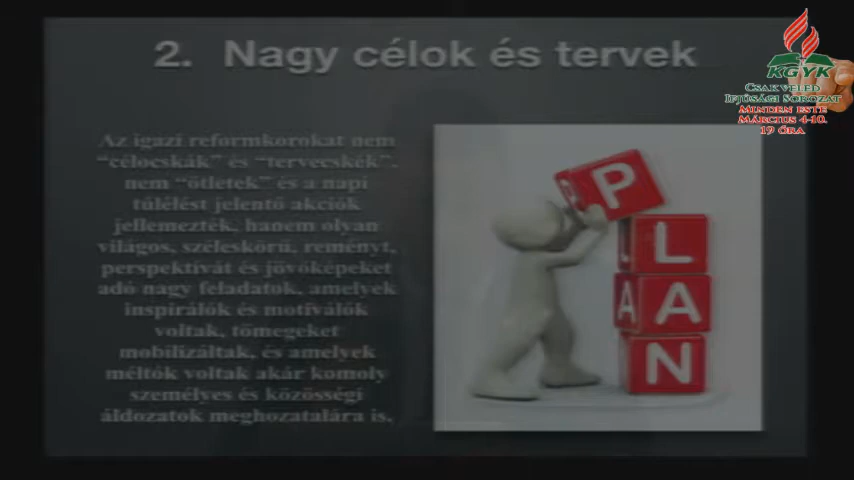 2. Nagy célok és tervek
Az igazi reformkorokat nem
“célocskák” és “tervecskék”,
nem “ötletek” és a napi
túlélést jelentő akciók
jellemezték, hanem olyan
világos, széleskörű, reményt,
perspektívát és jövőképeket
adó nagy feladatok, amelyek
inspirálók és motiválók
voltak, tömegeket
mobilizáltak, és amelyek
méltók voltak akár komoly
személyes és közösségi
áldozatok meghozatalára is.
P
L
A A
N
KGYK
Csakveled
Ifjúsági Sorozat
Minden este
Március 4-10.
19 óra